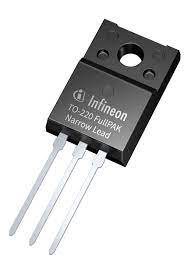 Infineon
TO-220 FullPAK
Narrow Lead